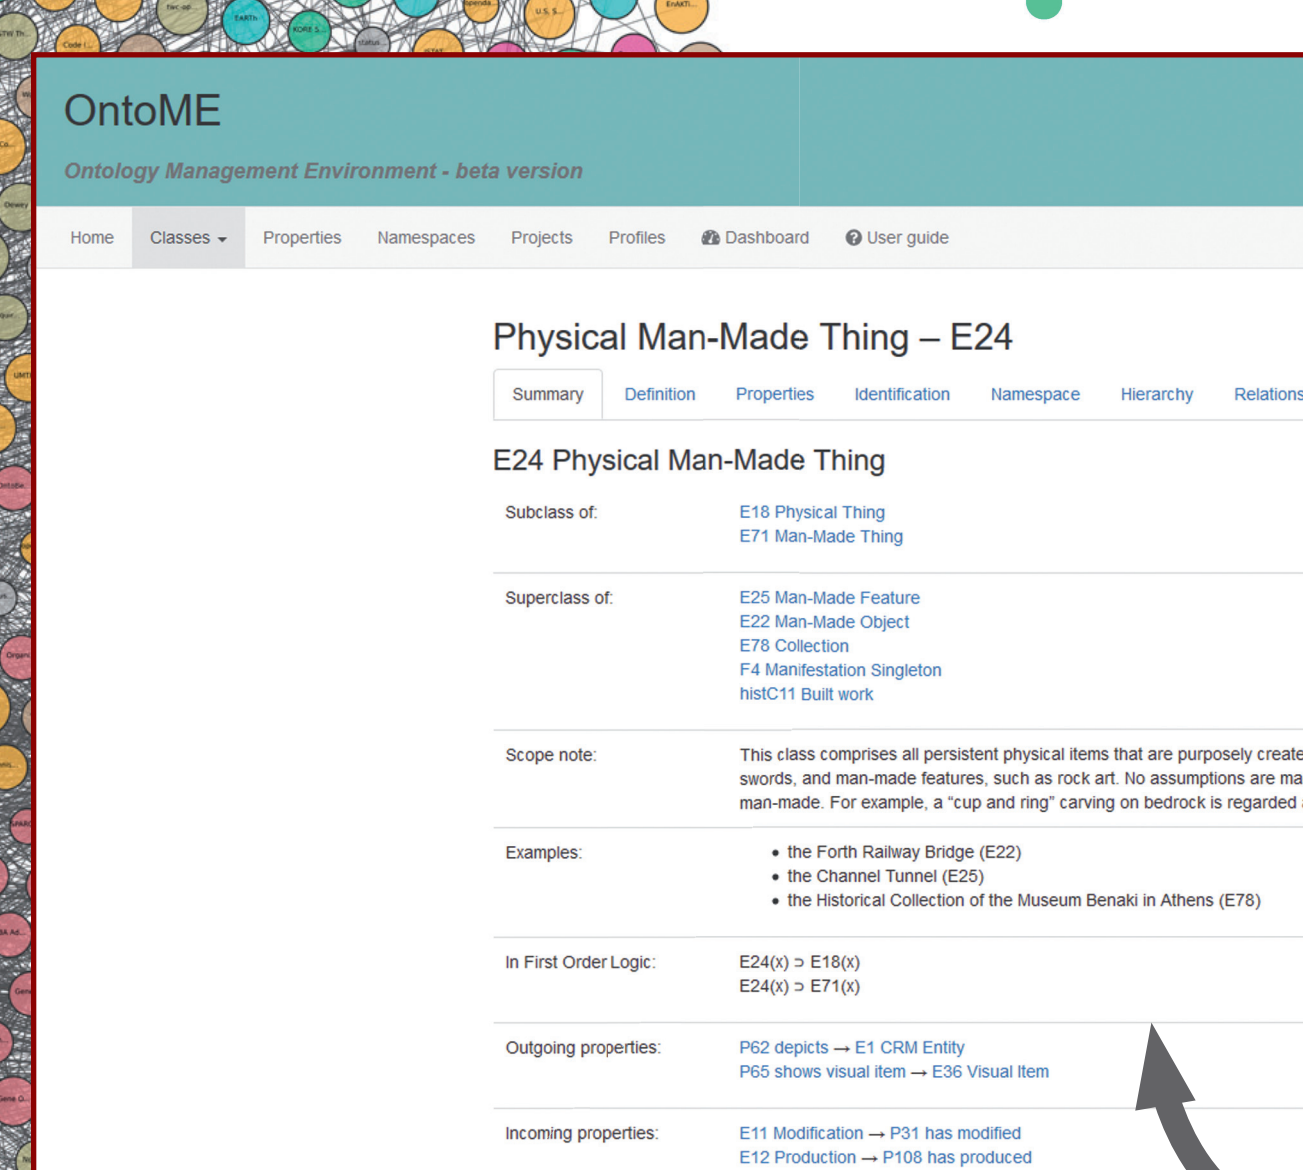 OntoME
Ontology Management Environment - beta version
Home Classes Properties Namespaces Projects Profiles Dashboard User guide
Physical Man-Made Thing – E24
Summary Definition Properties Identification Namespace Hierarchy Relations
E24 Physical Man-Made Thing
Subclass of: E18 Physical Thing
E71 Man-Made Thing
Superclass of: E25 Man-Made Feature
E22 Man-Made Object
E78 Collection
F4 Manifestation Singleton
histC11 Built work
Scope note: This class comprises all persistent physical items that are purposely create
swords, and man-made features, such as rock art. No assumptions are ma
man-made. For example, a “cup and ring” carving on bedrock is regarded
Examples: • the Forth Railway Bridge (E22)
• the Channel Tunnel (E25)
• the Historical Collection of the Museum Benaki in Athens (E78)
In First Order Logic: E24(x) ⊃ E18(x)
E24(x) ⊃ E71(x)
Outgoing properties: P62 depicts → E1 CRM Entity
P65 shows visual item → E36 Visual Item
Incoming properties: E11 Modification → P31 has modified
E12 Production → P108 has produced